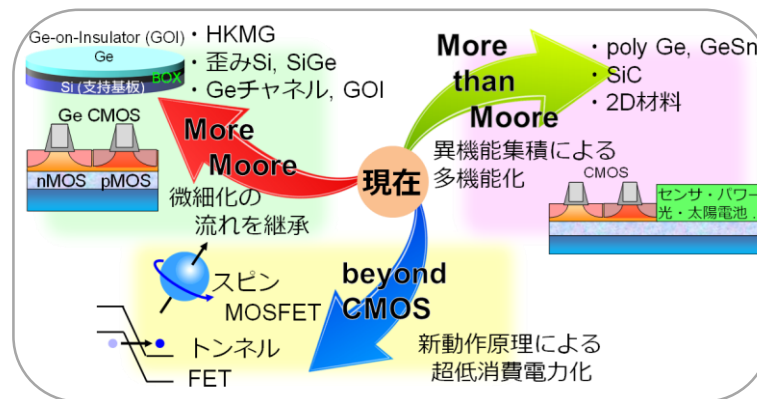 Ge-on-Insulator (GOI)
Ge
BOX
Si (支持基板)
・HKMG
・歪みSi, SiGe
・Geチャネル, GOI
Ge CMOS
nMOS
pMOS
More
Moore
微細化の
流れを継承
現在
More
than
Moore
・poly Ge, GeSn
・SiC
・2D材料
異機能集積による
多機能化
CMOS
センサ・パワー
光・太陽電池..
beyond
CMOS
スピン
MOSFET
トンネル
FET
新動作原理による
超低消費電力化